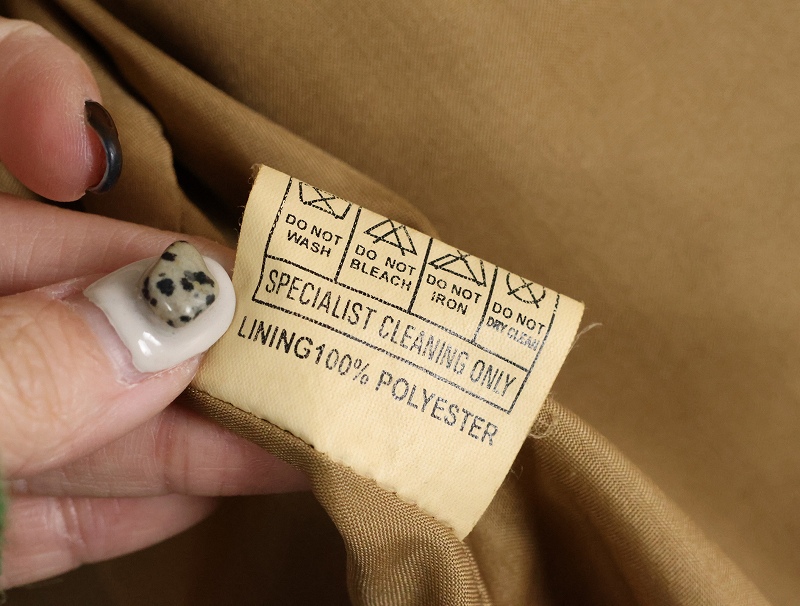 DO NOT WASH
DO NOT BLEACH
DO NOT IRON
DO NOT DRY CLEAN
SPECIALIST CLEANING ONLY
LINING100% POLYESTER